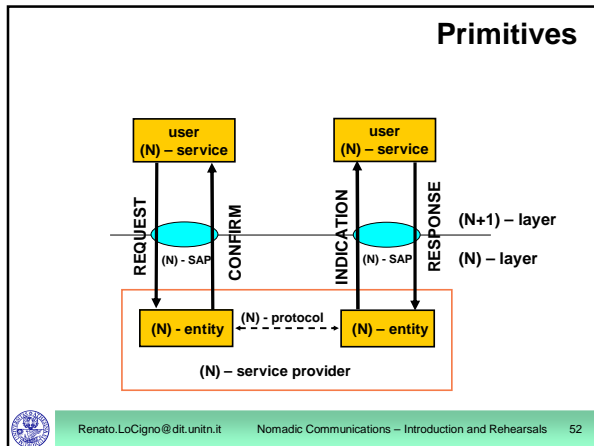 Primitives
user
(N) – service
user
(N) – service
REQUEST
CONFIRM
INDICATION
RESPONSE
(N) - SAP
(N) - SAP
(N+1) – layer
(N) – layer
(N) - entity
(N) - protocol
(N) – entity
(N) – service provider
Renato.LoCigno@dit.unitn.it Nomadic Communications – Introduction and Rehearsals 52